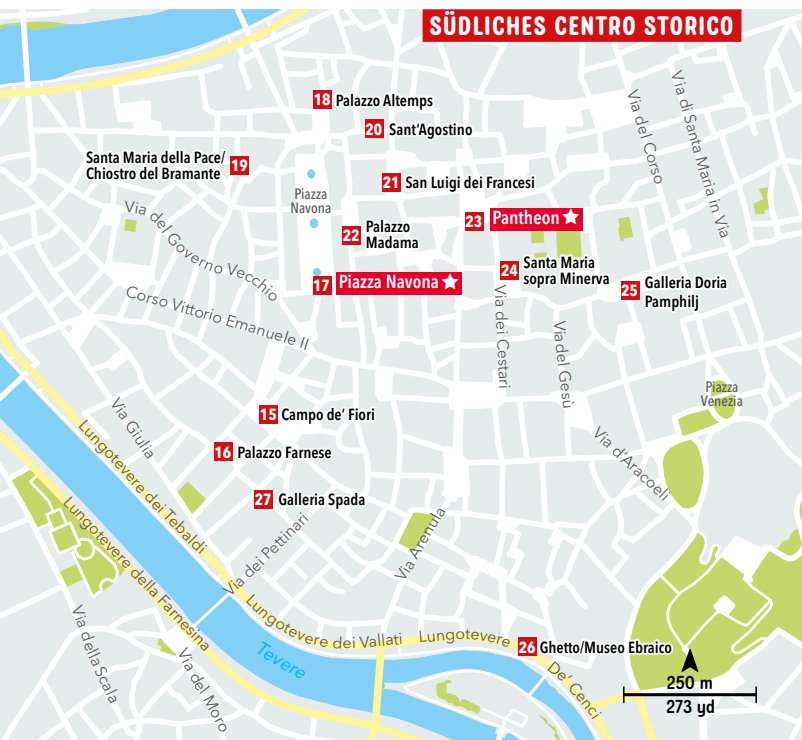 SÜDLICHES CENTRO STORICO
18 Palazzo Altemps
20 Sant'Agostino
Via del Corso
Via di Santa Maria in Via
Santa Maria della Pace/
Chiostro del Bramante 19
21 San Luigi dei Francesi
Piazza
Navona
Via del Governo Vecchio
22 Palazzo
Madama
23 Pantheon
24 Santa Maria
sopra Minerva
17 Piazza Navona
25 Galleria Doria
Pamphilj
Corso Vittorio Emanuele II
Via dei Cestari
Via del Gesù
Piazza
Venezia
Via Giulia
15 Campo de' Fiori
16 Palazzo Farnese
Via d'Aracoeli
Lungotevere dei Tebaldi
27 Galleria Spada
Lungotevere della Farnesina
Via dei Pettinari
Via Arenula
Via della Scala
Via del Moro
Tevere
Lungotevere dei Vallati
Lungotevere
De' Cenci
26 Ghetto/Museo Ebraico
250 m
273 yd